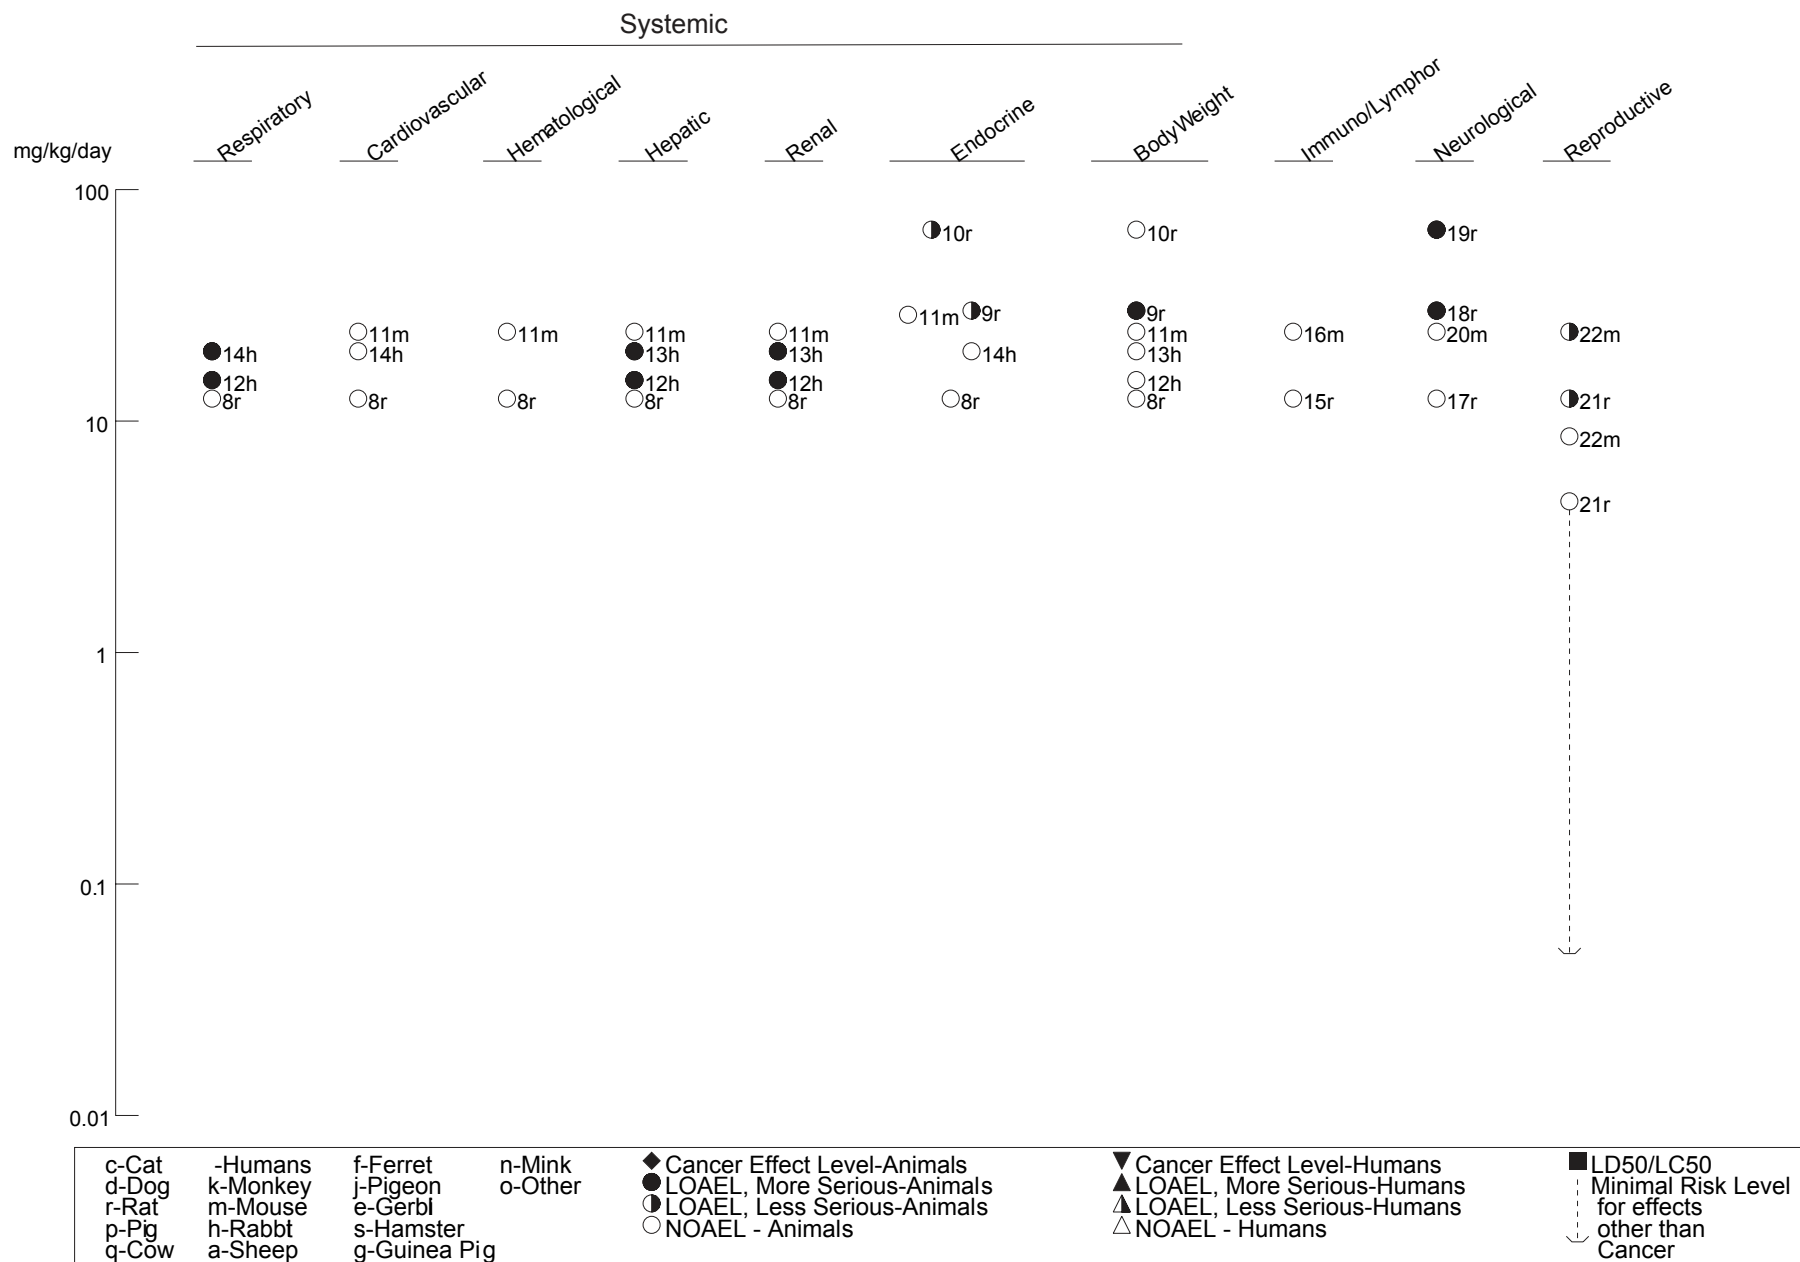 Systemic
Respiratory
Cardiovascular
Hematological
Hepatic
Renal
Endocrine
BodyWeight
Immuno/Lymphor
Neurological
Reproductive
mg/kg/day
100
10r 10r 19r
11m 9r 9r 18r
11m 11m 11m 11m 11m 16m 20m 22m
14h 14h 13h 13h 14h 13h
12h 12h 12h 12h
8r 8r 8r 8r 8r 8r 8r 15r 17r 21r
10
22m
21r
1
0.1
0.01
c-Cat -Humans f-Ferret n-Mink Cancer Effect Level-Animals Cancer Effect Level-Humans LD50/LC50
d-Dog k-Monkey j-Pigeon o-Other LOAEL, More Serious-Animals LOAEL, More Serious-Humans Minimal Risk Level
r-Rat m-Mouse e-Gerbl LOAEL, Less Serious-Animals LOAEL, Less Serious-Humans for effects
p-Pig h-Rabbt s-Hamster NOAEL - Animals NOAEL - Humans other than
q-Cow a-Sheep g-Guinea Pig Cancer